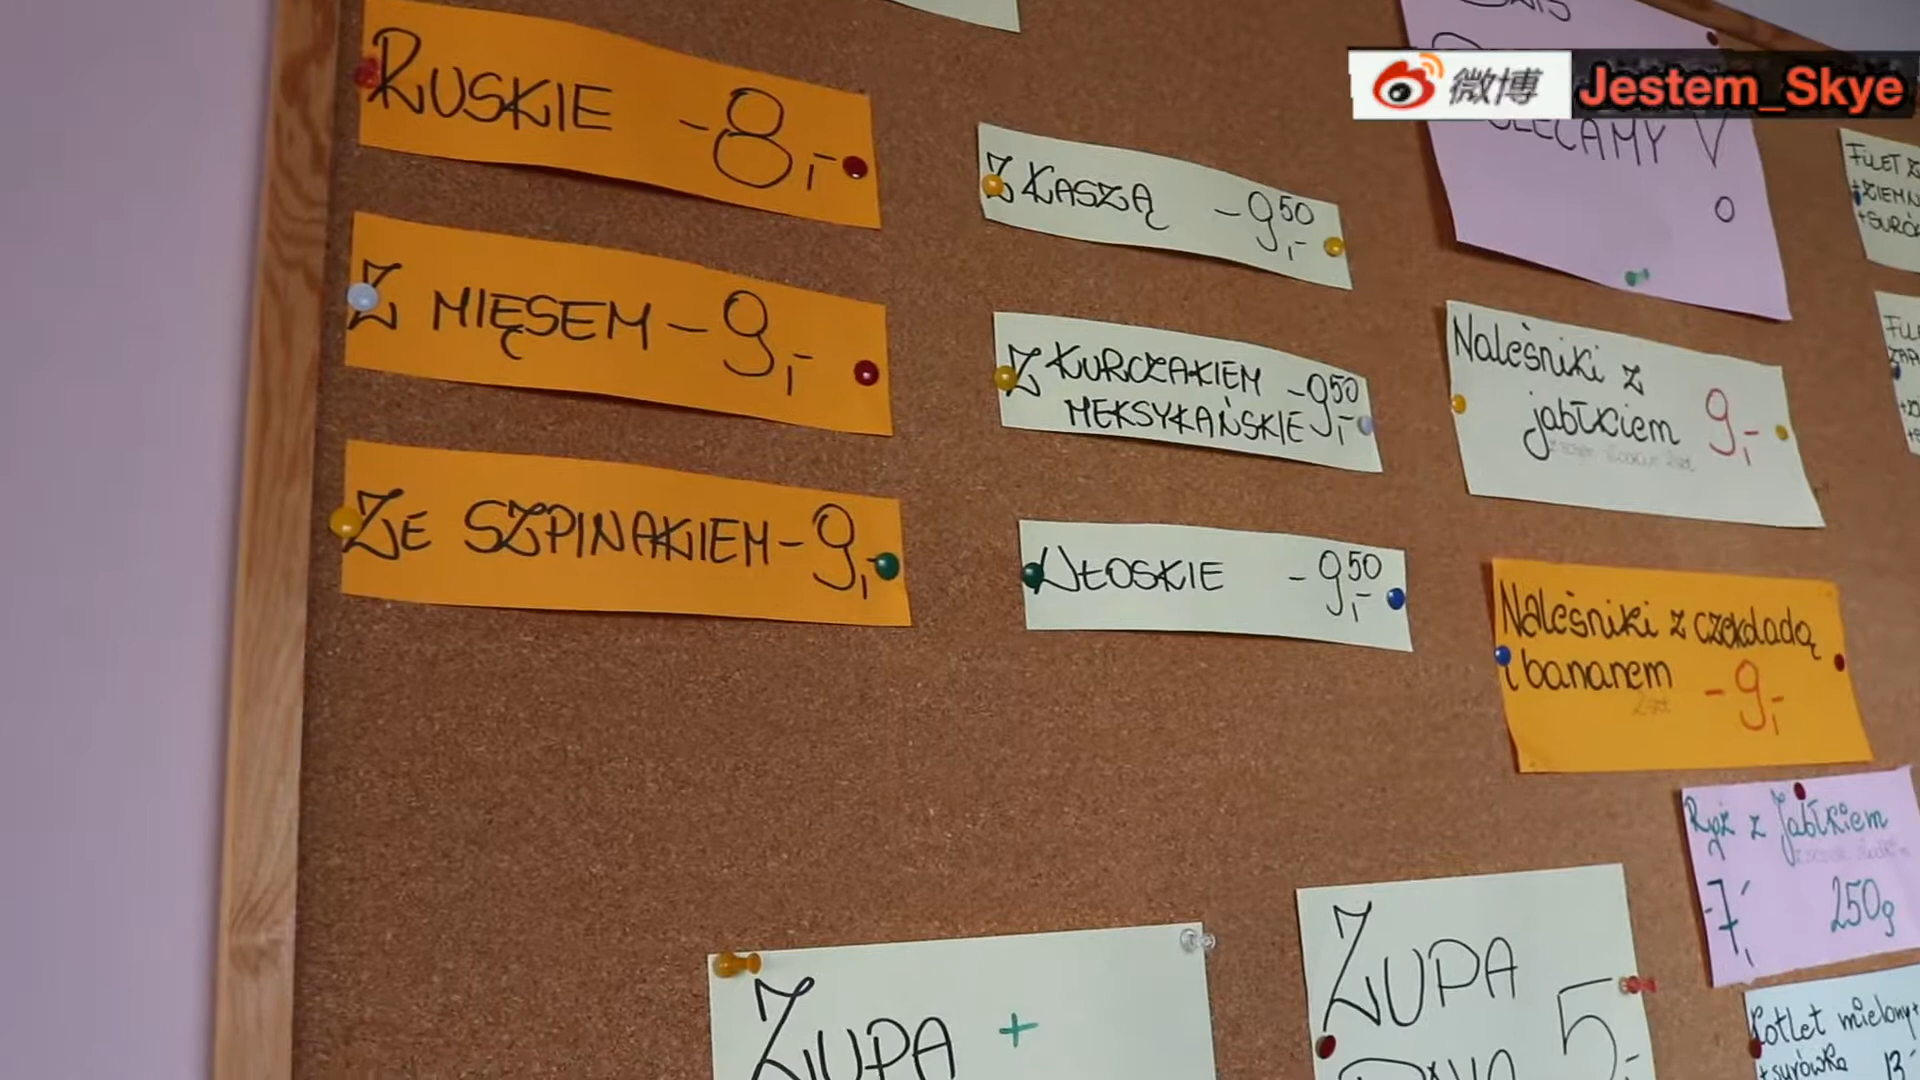 RUSKIE - 8,-
Z MIĘSEM - 9,-
ZE SZPINAKIEM - 9,-
Z KASZĄ - 9,50
Z KURCZAKIEM - 9,50
MEKSYKAŃSKIE
WŁOSKIE - 9,50
微博 Jestem_Skye
Naleśniki z
jabłkiem 9,-
Naleśniki z czekoladą
i bananem - 9,-
Ryż z jabłkiem
-7,- 250g
Kotlet mielony +
+ surówka 13
ZUPA +
ZUPA
5,-
FILET